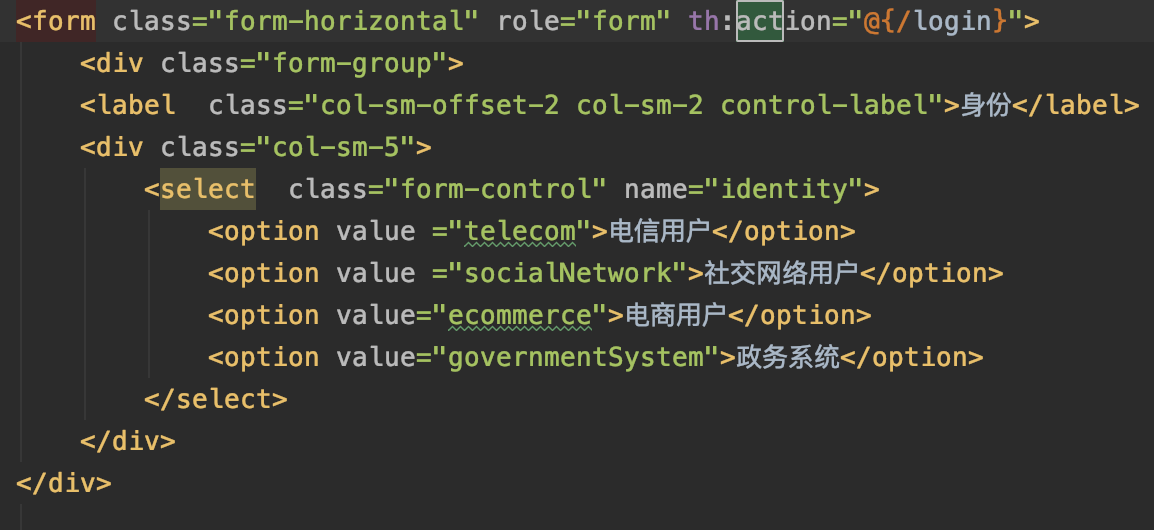 <form class="form-horizontal" role="form" th:action="@{/login}">
<div class="form-group">
<label  class="col-sm-offset-2 col-sm-2 control-label">身份</label>
<div class="col-sm-5">
<select  class="form-control" name="identity">
<option value ="telecom">电信用户</option>
<option value ="socialNetwork">社交网络用户</option>
<option value="ecommerce">电商用户</option>
<option value="governmentSystem">政务系统</option>
</select>
</div>
</div>